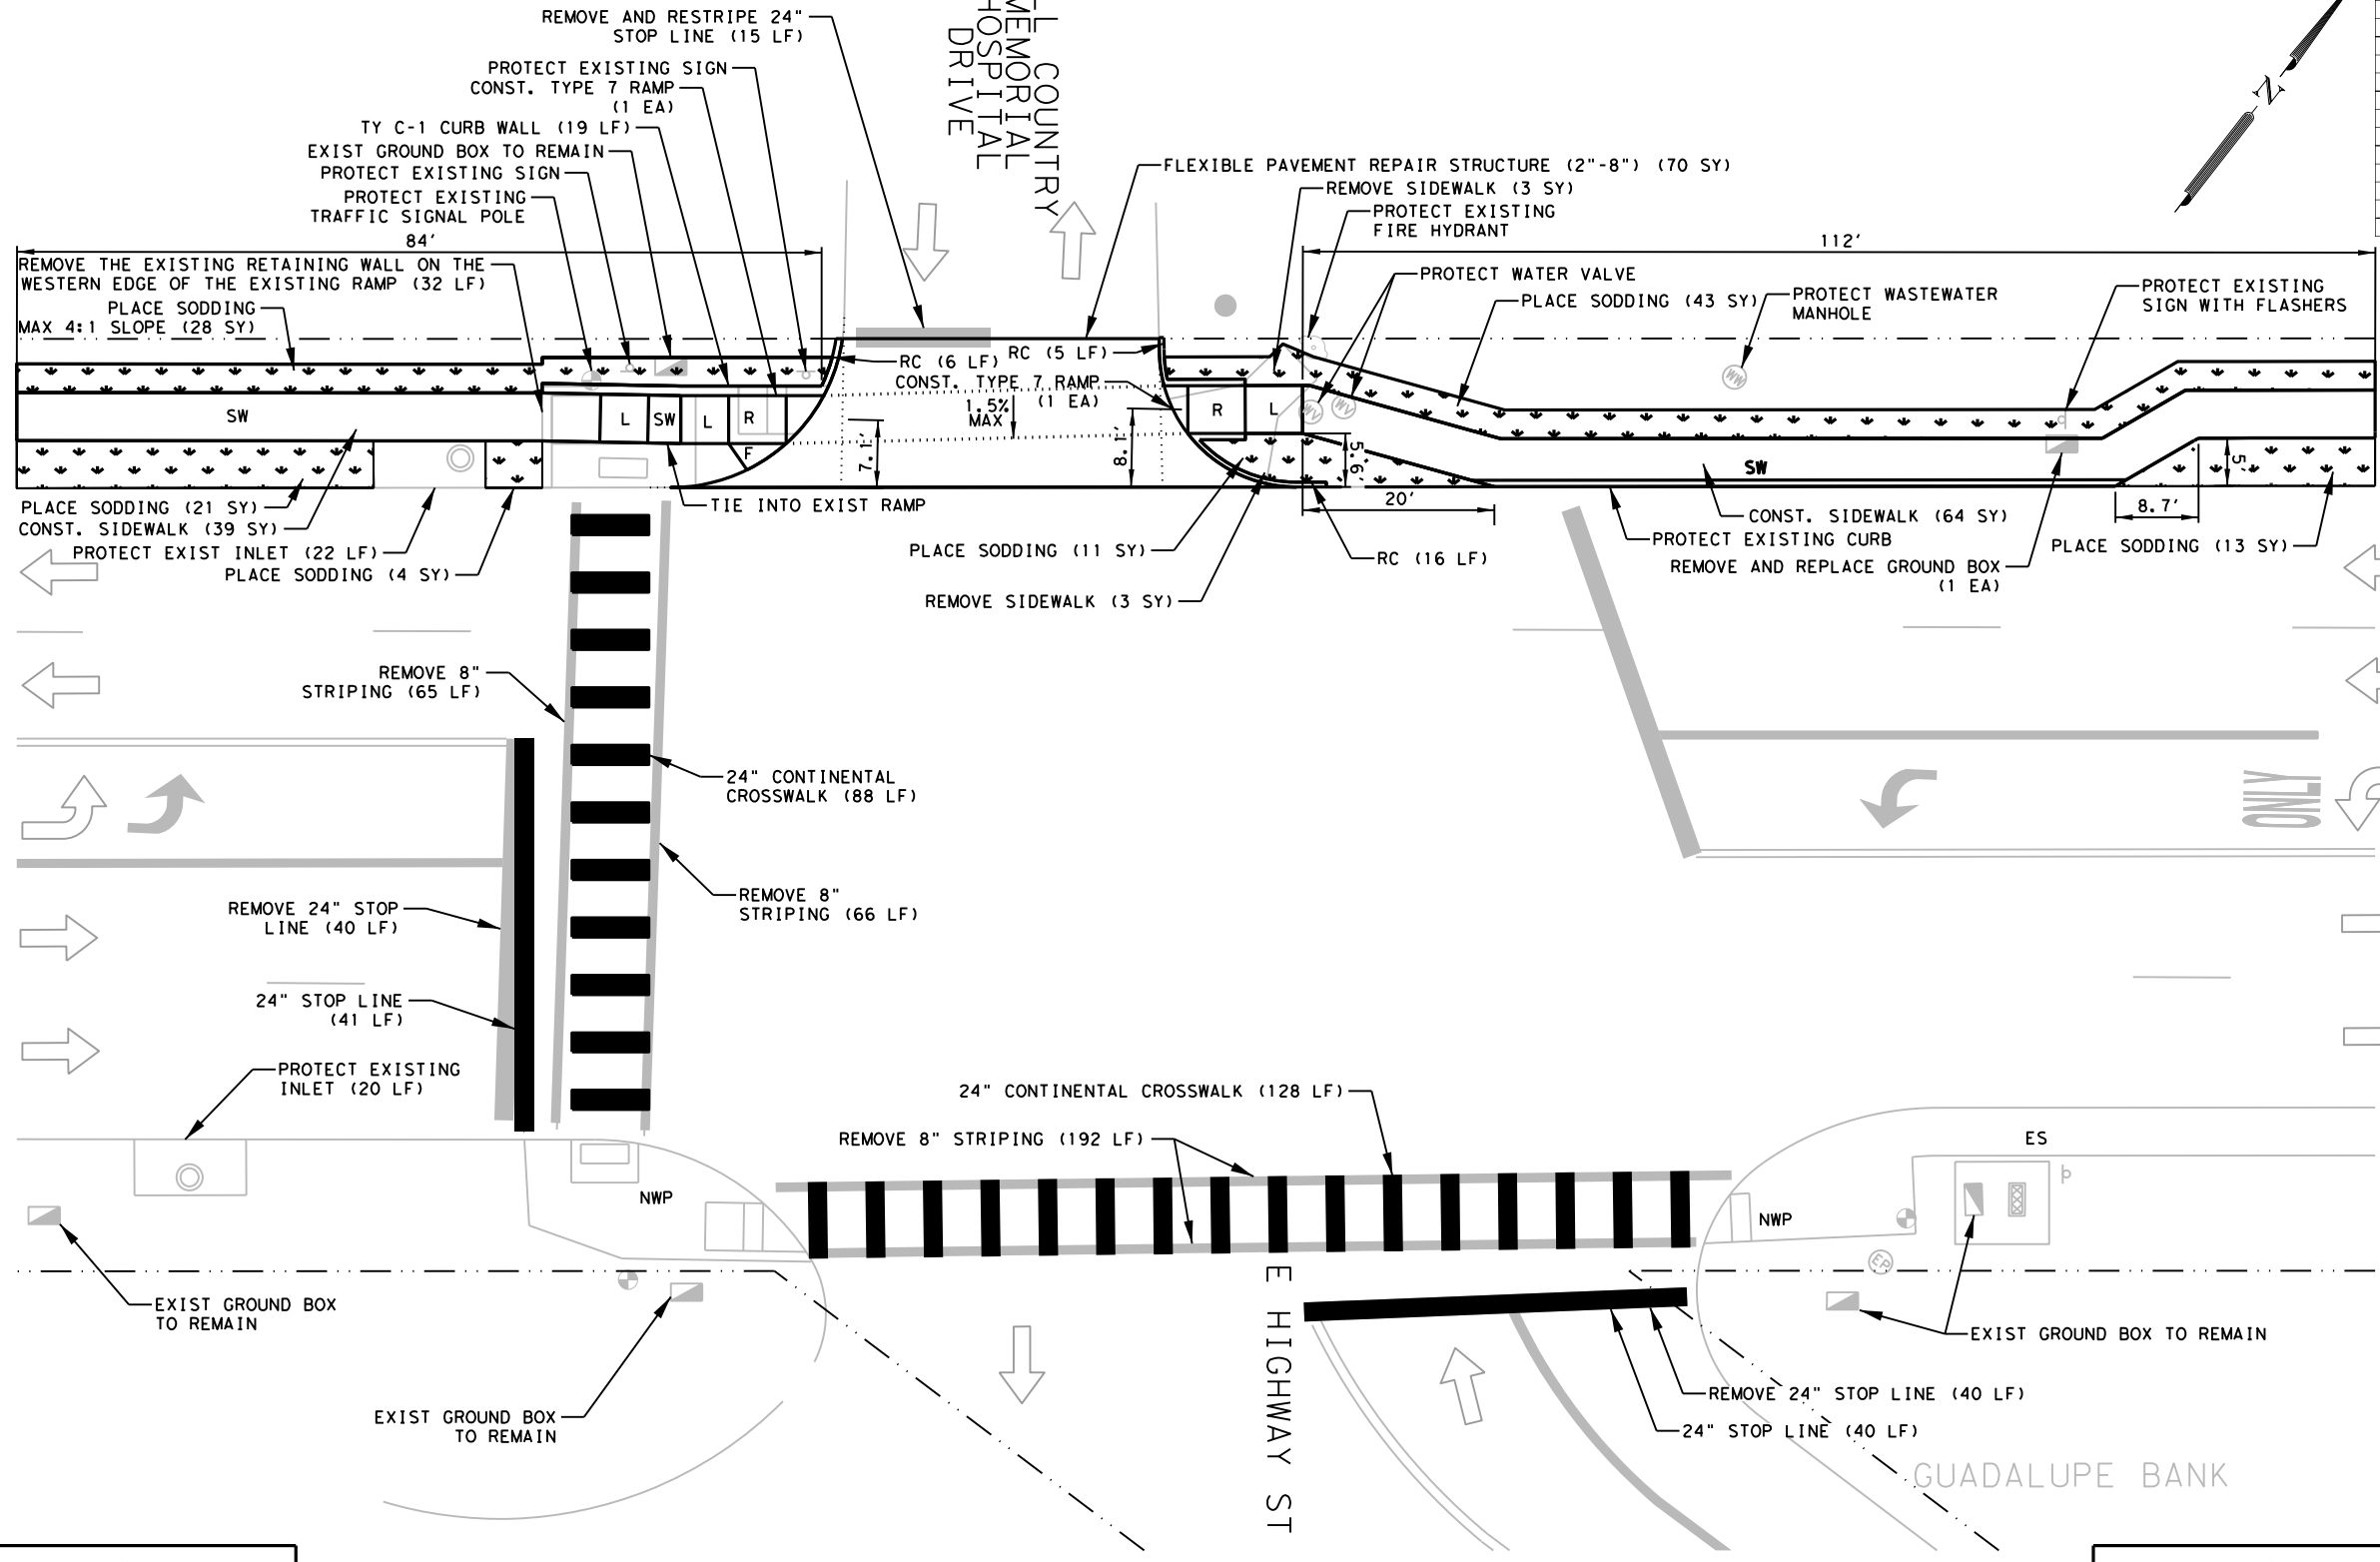 REMOVE AND RESTRIPE 24"
STOP LINE (15 LF)
PROTECT EXISTING SIGN
CONST. TYPE 7 RAMP
(1 EA)
TY C-1 CURB WALL (19 LF)
EXIST GROUND BOX TO REMAIN
PROTECT EXISTING SIGN
PROTECT EXISTING
TRAFFIC SIGNAL POLE
84'
REMOVE THE EXISTING RETAINING WALL ON THE
WESTERN EDGE OF THE EXISTING RAMP (32 LF)
PLACE SODDING
MAX 4:1 SLOPE (28 SY)
L COUNTRY
MEMORIAL
HOSPITAL
DRIVE
N
FLEXIBLE PAVEMENT REPAIR STRUCTURE (2"-8") (70 SY)
REMOVE SIDEWALK (3 SY)
PROTECT EXISTING
FIRE HYDRANT
112'
PROTECT WATER VALVE
PLACE SODDING (43 SY)
PROTECT WASTEWATER
MANHOLE
PROTECT EXISTING
SIGN WITH FLASHERS
RC (6 LF)
RC (5 LF)
CONST. TYPE 7 RAMP
(1 EA)
1.5%
MAX
SW
L
SW
L
R
F
7.1'
8.1'
R
L
WV
WV
WW
5.6'
20'
SW
5'
8.7'
PLACE SODDING (21 SY)
CONST. SIDEWALK (39 SY)
PROTECT EXIST INLET (22 LF)
PLACE SODDING (4 SY)
TIE INTO EXIST RAMP
PLACE SODDING (11 SY)
REMOVE SIDEWALK (3 SY)
RC (16 LF)
CONST. SIDEWALK (64 SY)
PROTECT EXISTING CURB
REMOVE AND REPLACE GROUND BOX
(1 EA)
PLACE SODDING (13 SY)
REMOVE 8"
STRIPING (65 LF)
24" CONTINENTAL
CROSSWALK (88 LF)
ONLY
REMOVE 8"
STRIPING (66 LF)
REMOVE 24" STOP
LINE (40 LF)
24" STOP LINE
(41 LF)
PROTECT EXISTING
INLET (20 LF)
24" CONTINENTAL CROSSWALK (128 LF)
REMOVE 8" STRIPING (192 LF)
ES
NWP
NWP
EP
EXIST GROUND BOX
TO REMAIN
EXIST GROUND BOX
TO REMAIN
E HIGHWAY ST
EXIST GROUND BOX TO REMAIN
REMOVE 24" STOP LINE (40 LF)
24" STOP LINE (40 LF)
GUADALUPE BANK